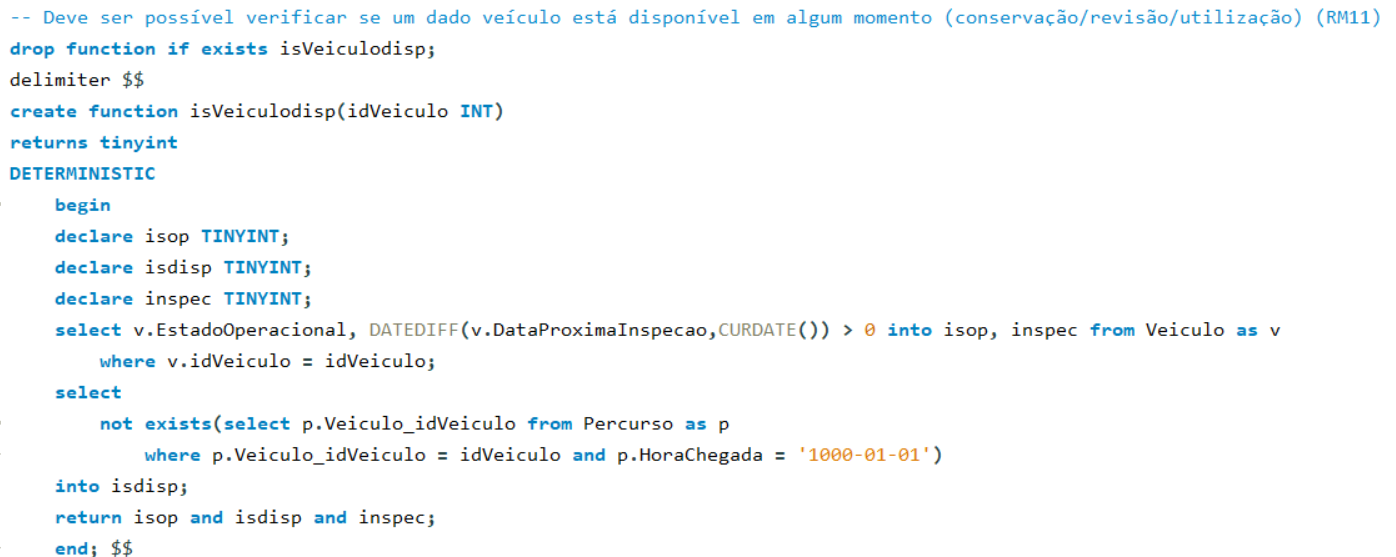 -- Deve ser possível verificar se um dado veículo está disponível em algum momento (conservação/revisão/utilização) (RM11)
drop function if exists isVeiculodisp;
delimiter $$
create function isVeiculodisp(idVeiculo INT)
returns tinyint
DETERMINISTIC
begin
declare isop TINYINT;
declare isdisp TINYINT;
declare inspec TINYINT;
select v.EstadoOperacional, DATEDIFF(v.DataProximaInspecao,CURDATE()) > 0 into isop, inspec from Veiculo as v
where v.idVeiculo = idVeiculo;
select
not exists(select p.Veiculo_idVeiculo from Percurso as p
where p.Veiculo_idVeiculo = idVeiculo and p.HoraChegada = '1000-01-01')
into isdisp;
return isop and isdisp and inspec;
end; $$